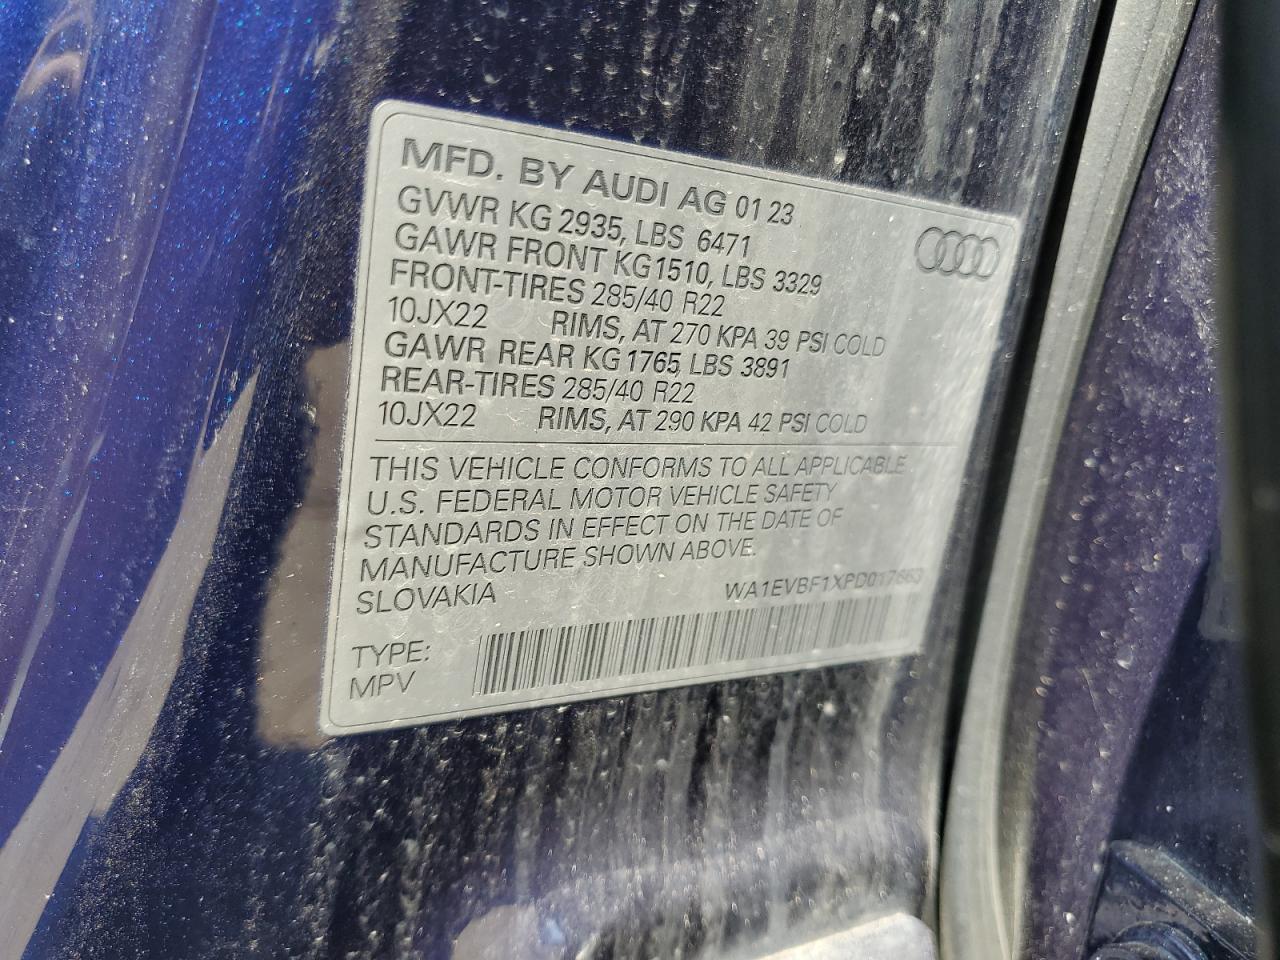 MFD. BY AUDI AG 01 23
GVWR KG 2935, LBS 6471
GAWR FRONT KG1510, LBS 3329
FRONT-TIRES 285/40 R22
10JX22 RIMS, AT 270 KPA 39 PSI COLD
GAWR REAR KG 1765, LBS 3891
REAR-TIRES 285/40 R22
10JX22 RIMS, AT 290 KPA 42 PSI COLD
THIS VEHICLE CONFORMS TO ALL APPLICABLE
U.S. FEDERAL MOTOR VEHICLE SAFETY
STANDARDS IN EFFECT ON THE DATE OF
MANUFACTURE SHOWN ABOVE.
SLOVAKIA WA1EVBF1XPD017663
TYPE:
MPV